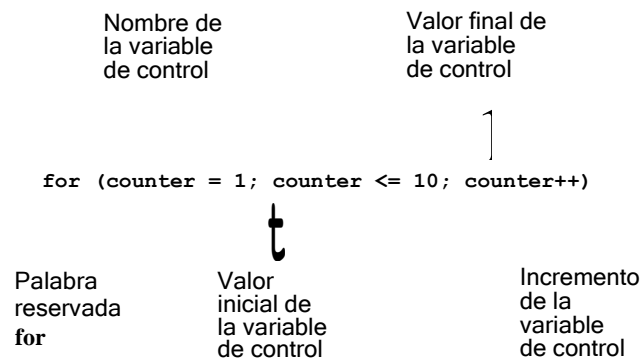 Nombre de
la variable
de control
Valor final de
la variable
de control
for (counter = 1; counter <= 10; counter++)
Palabra
reservada
for
Valor
inicial de
la variable
de control
Incremento
de la
variable
de control